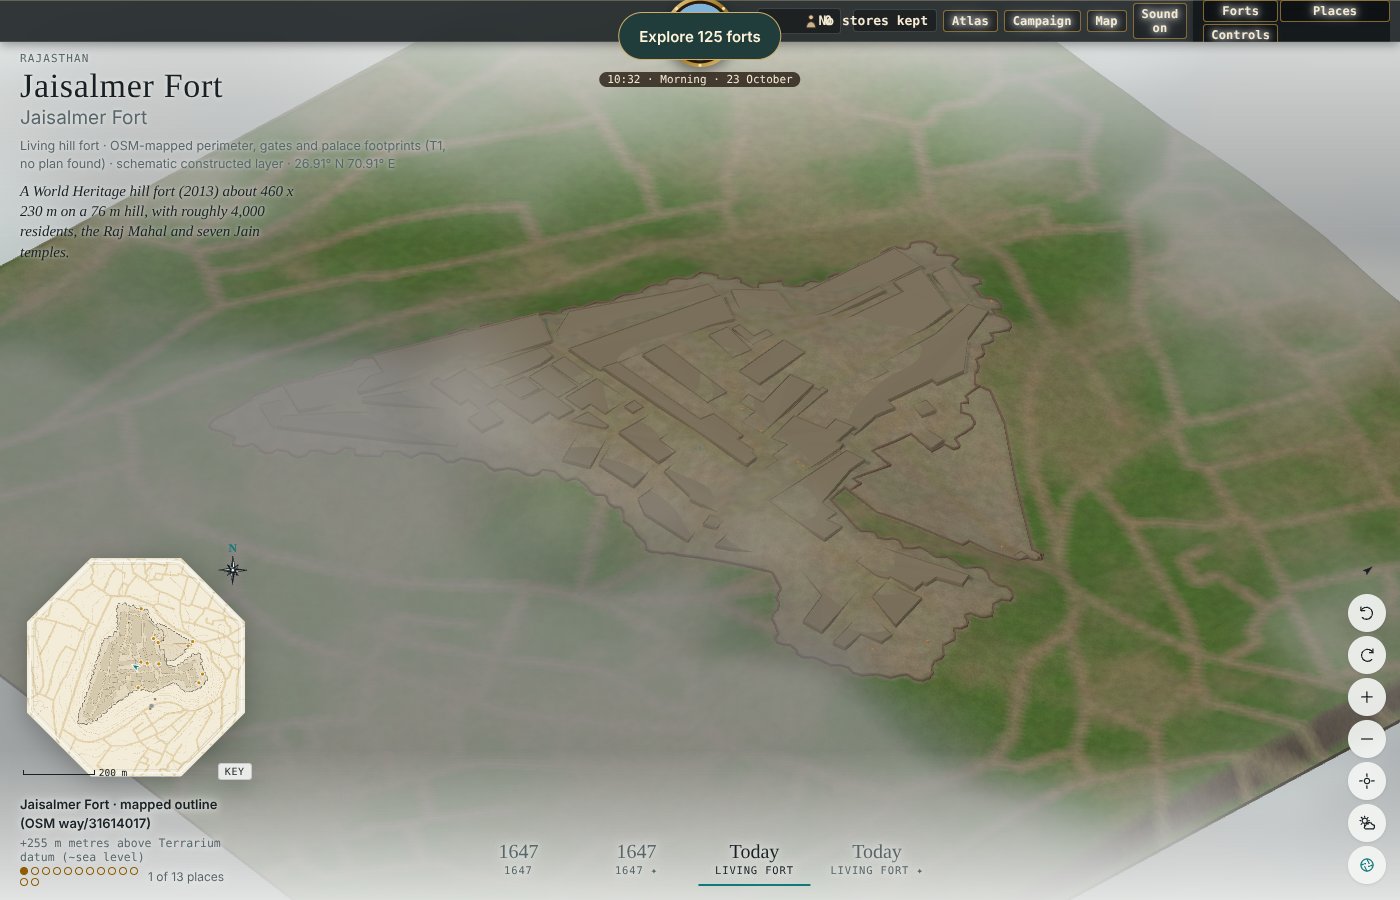 Explore 125 forts
stores kept
Atlas
Campaign
Map
Sound on
Forts
Places
Controls
10:32 · Morning · 23 October
RAJASTHAN
Jaisalmer Fort
Jaisalmer Fort
Living hill fort · OSM-mapped perimeter, gates and palace footprints (T1,
no plan found) · schematic constructed layer · 26.91° N 70.91° E
A World Heritage hill fort (2013) about 460 x
230 m on a 76 m hill, with roughly 4,000
residents, the Raj Mahal and seven Jain
temples.
N
200 m
KEY
Jaisalmer Fort · mapped outline
(OSM way/31614017)
+255 m metres above Terrarium
datum (~sea level)
1 of 13 places
1647
1647
1647
1647 ✦
Today
LIVING FORT
Today
LIVING FORT ✦